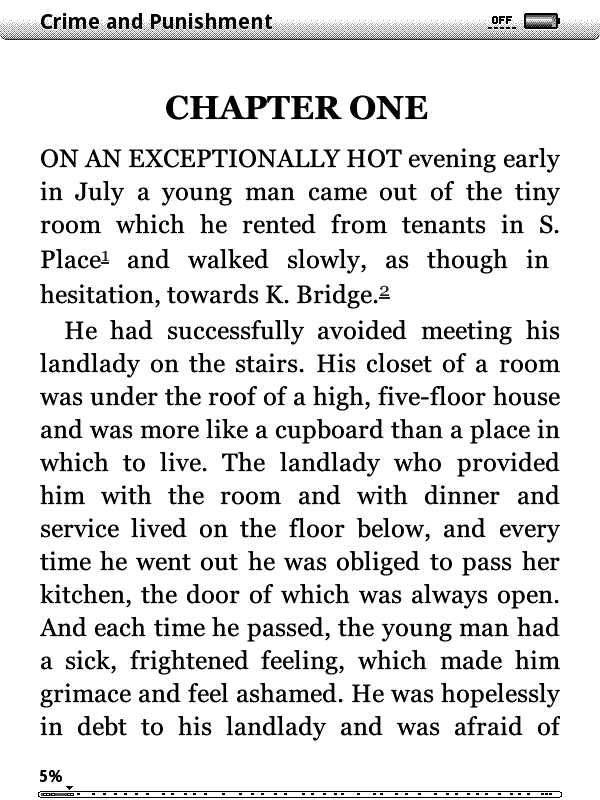 Crime and Punishment
OFF
CHAPTER ONE
ON AN EXCEPTIONALLY HOT evening early
in July a young man came out of the tiny
room which he rented from tenants in S.
Place1 and walked slowly, as though in
hesitation, towards K. Bridge.2
He had successfully avoided meeting his
landlady on the stairs. His closet of a room
was under the roof of a high, five-floor house
and was more like a cupboard than a place in
which to live. The landlady who provided
him with the room and with dinner and
service lived on the floor below, and every
time he went out he was obliged to pass her
kitchen, the door of which was always open.
And each time he passed, the young man had
a sick, frightened feeling, which made him
grimace and feel ashamed. He was hopelessly
in debt to his landlady and was afraid of
5%